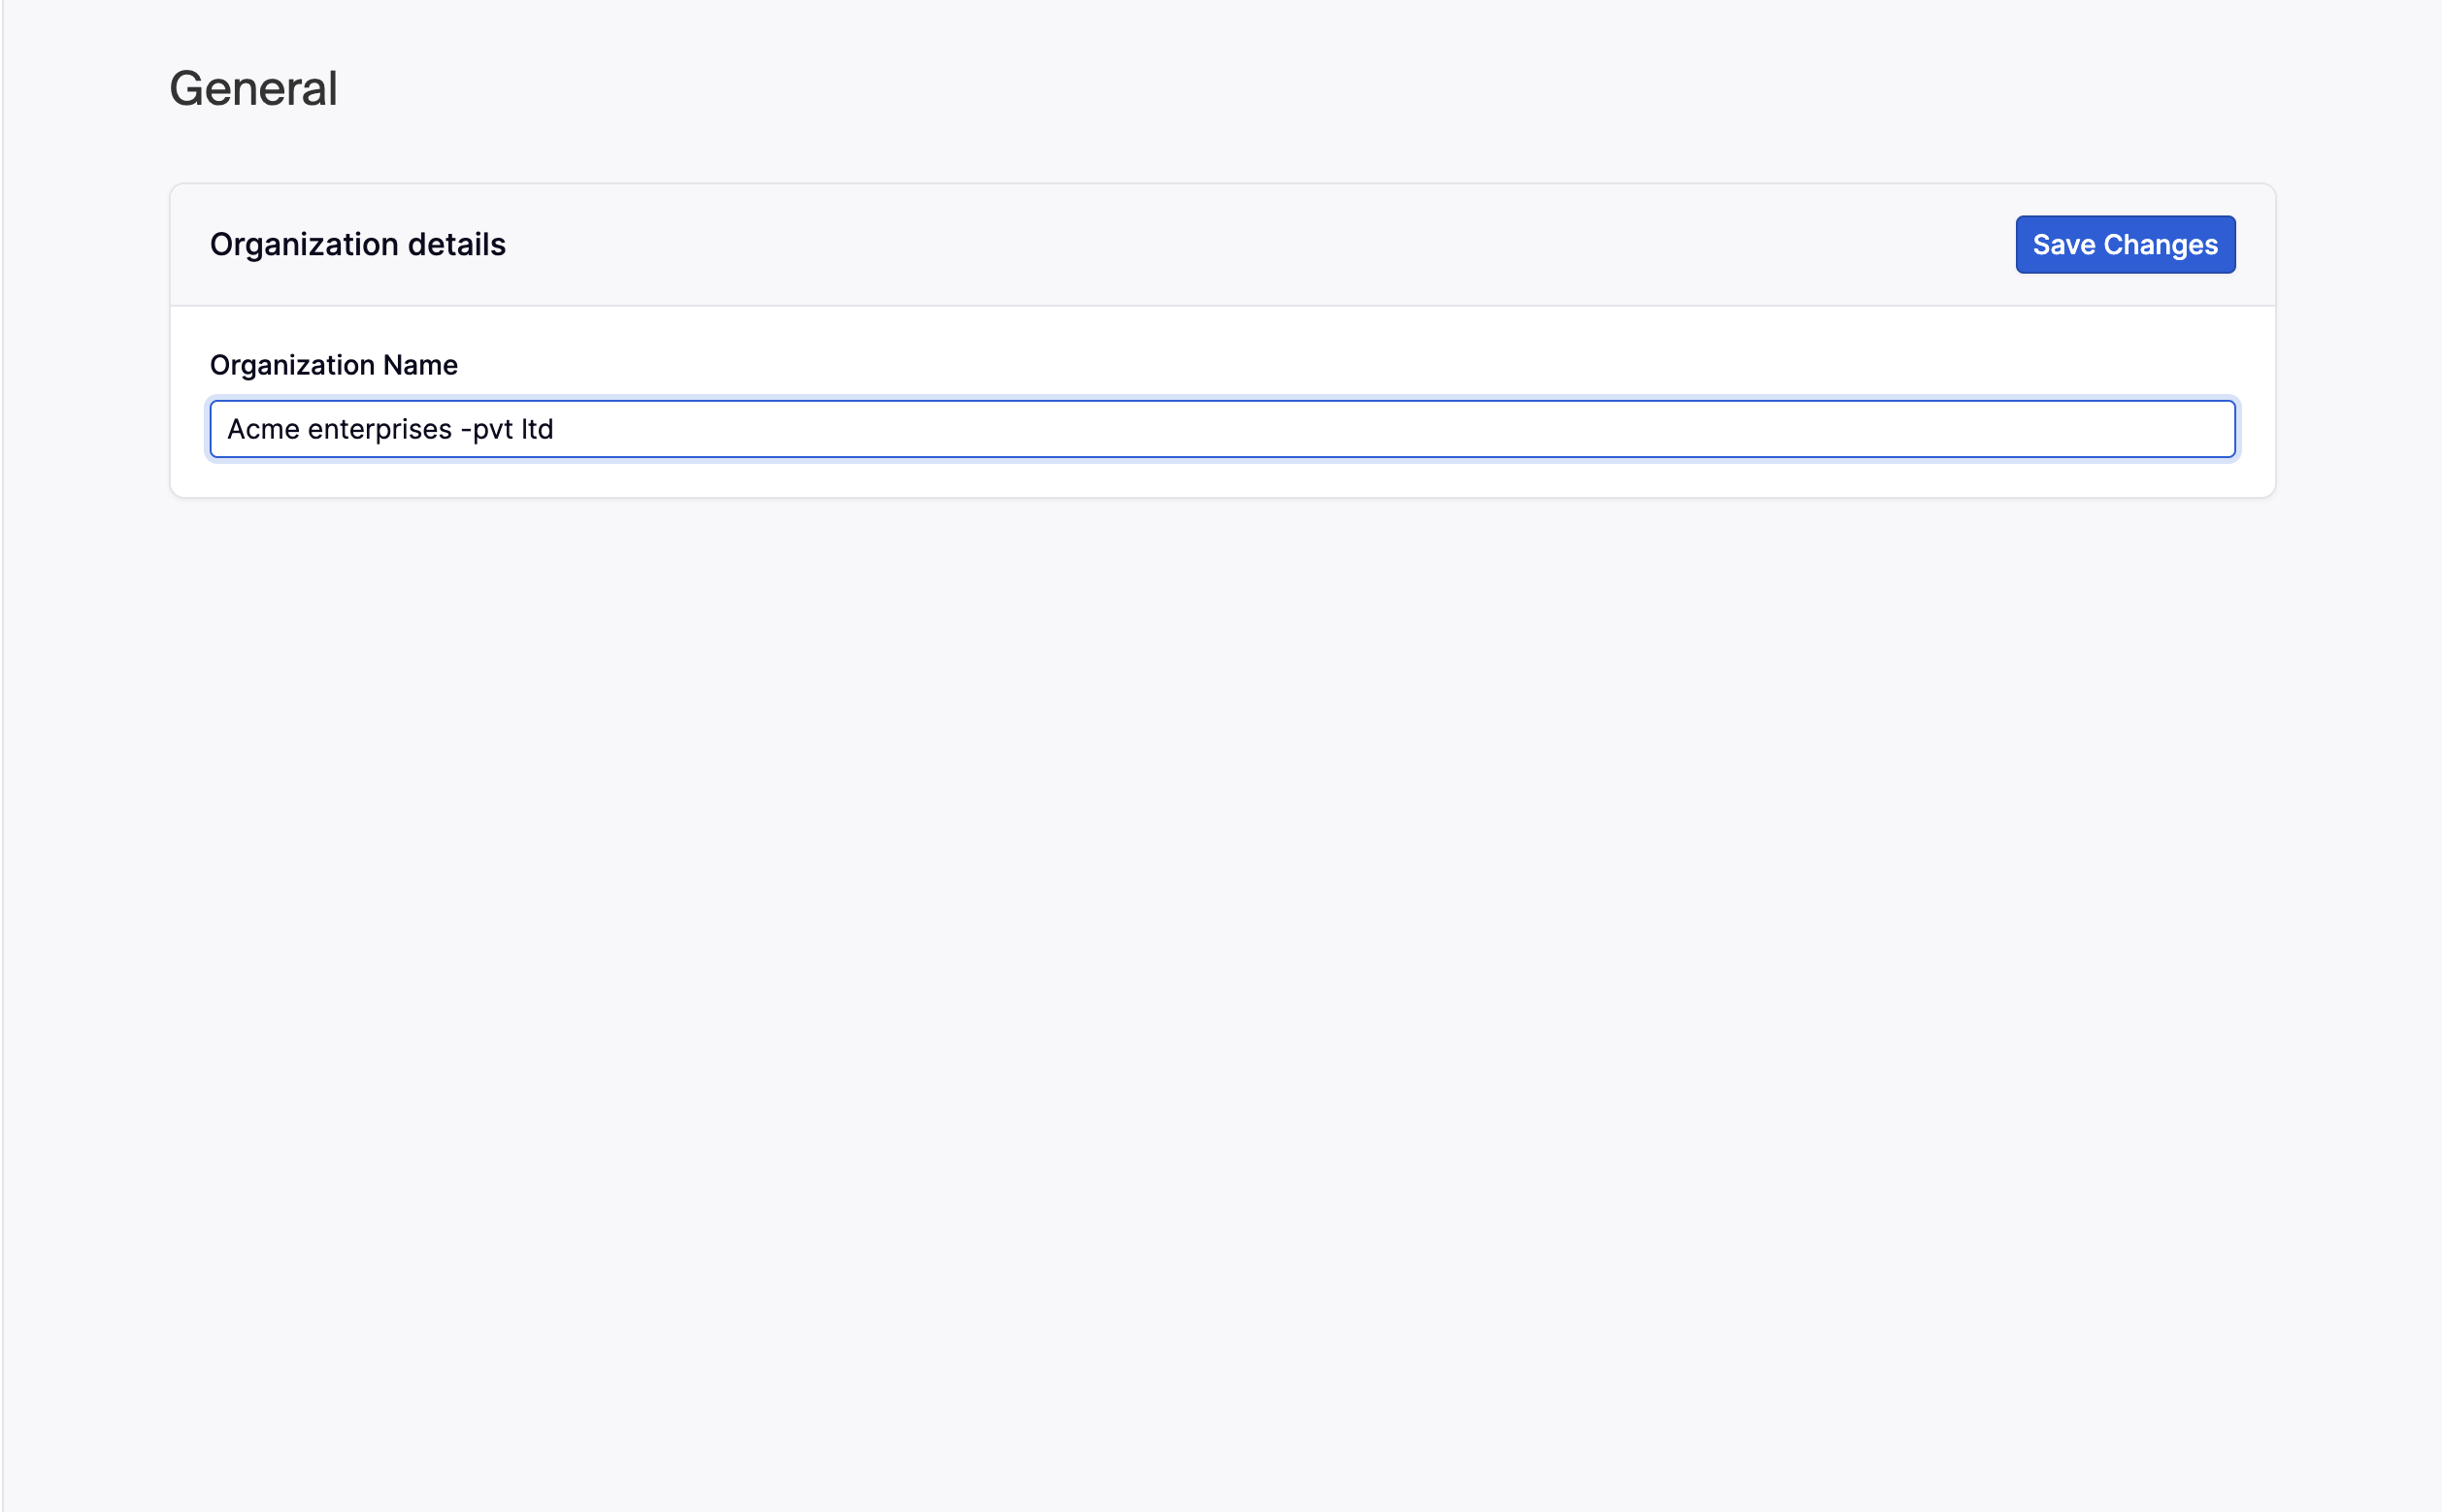 General
Organization details
Save Changes
Organization Name
Acme enterprises -pvt ltd